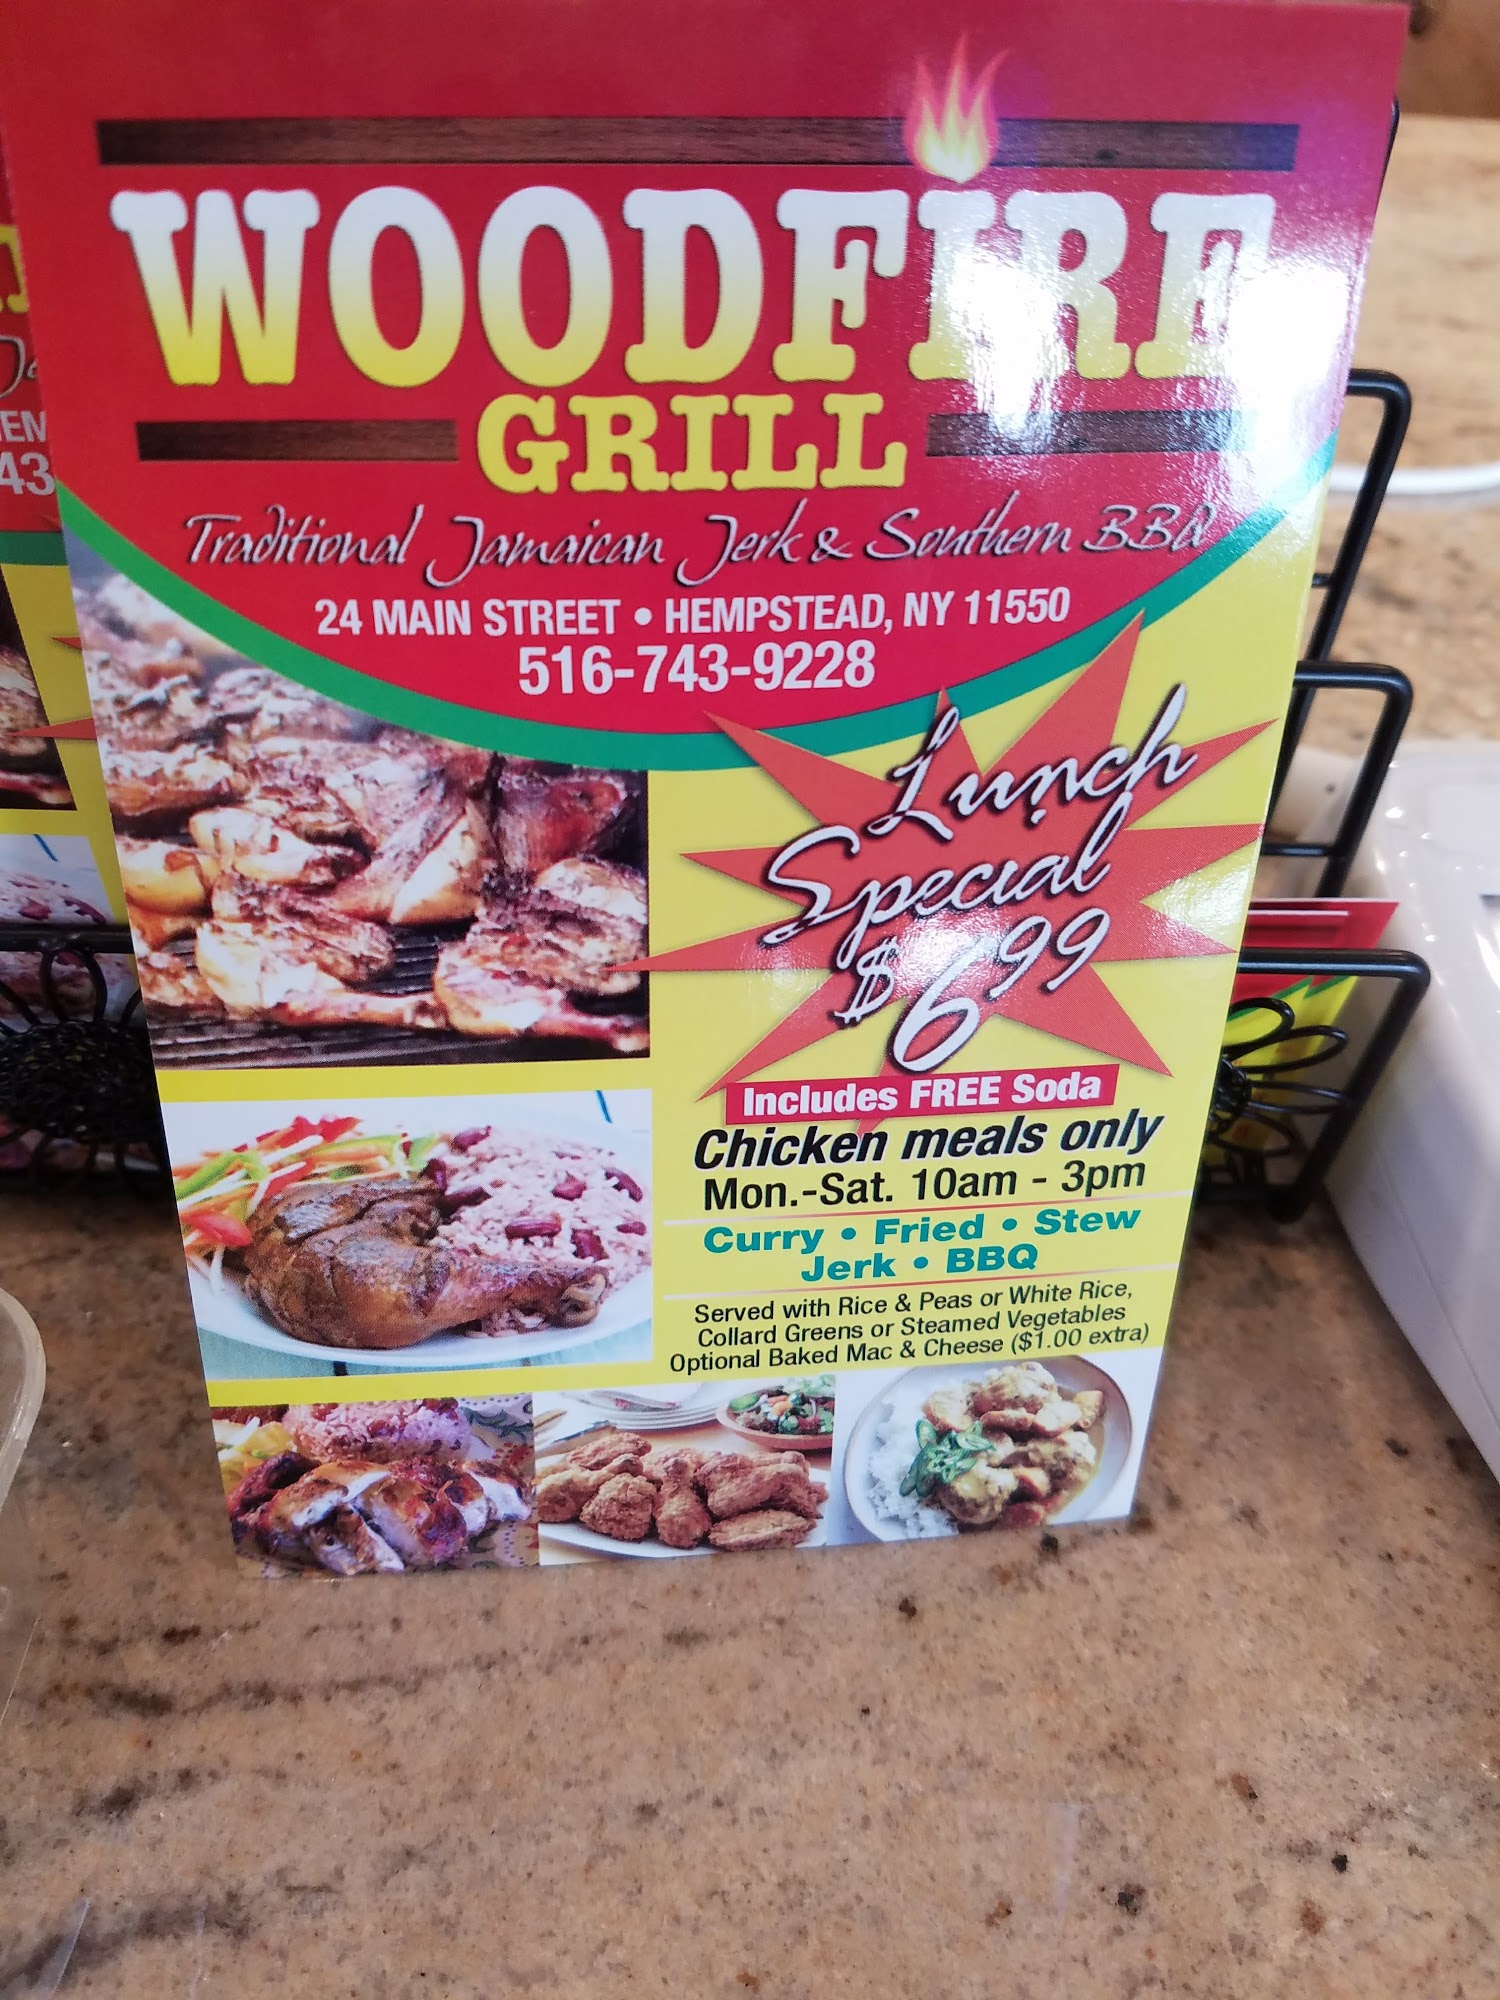 WOODFIRE
GRILL
Traditional Jamaican Jerk & Southern BBQ
24 MAIN STREET • HEMPSTEAD, NY 11550
516-743-9228
Lunch
Special
$6.99
Includes FREE Soda
Chicken meals only
Mon.-Sat. 10am - 3pm
Curry • Fried • Stew
Jerk • BBQ
Served with Rice & Peas or White Rice,
Collard Greens or Steamed Vegetables
Optional Baked Mac & Cheese ($1.00 extra)